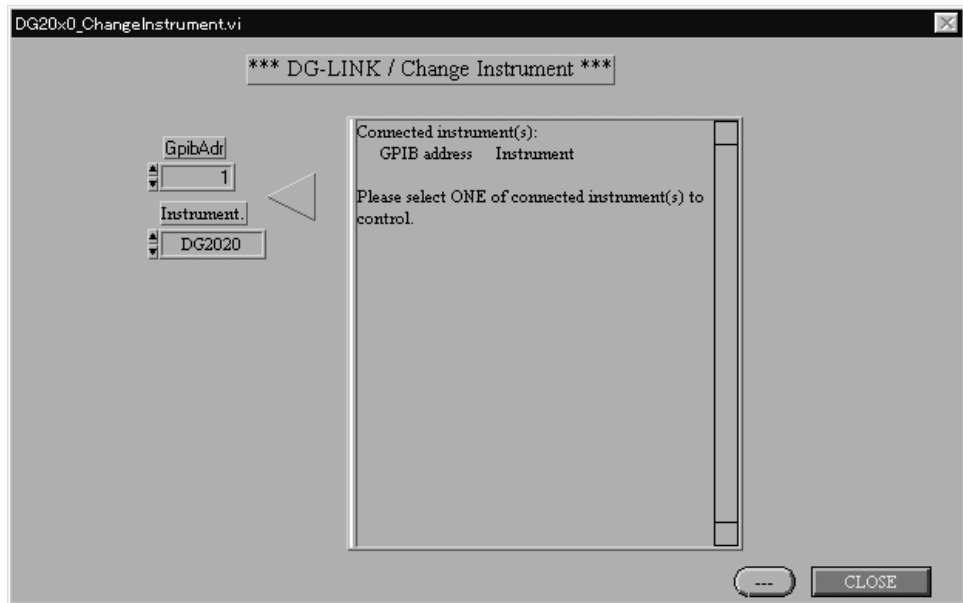 DG20x0_ChangeInstrument.vi
*** DG-LINK / Change Instrument ***
GpibAdr
1
Instrument.
DG2020
Connected instrument(s):
GPIB address Instrument
Please select ONE of connected instrument(s) to
control.
---
CLOSE